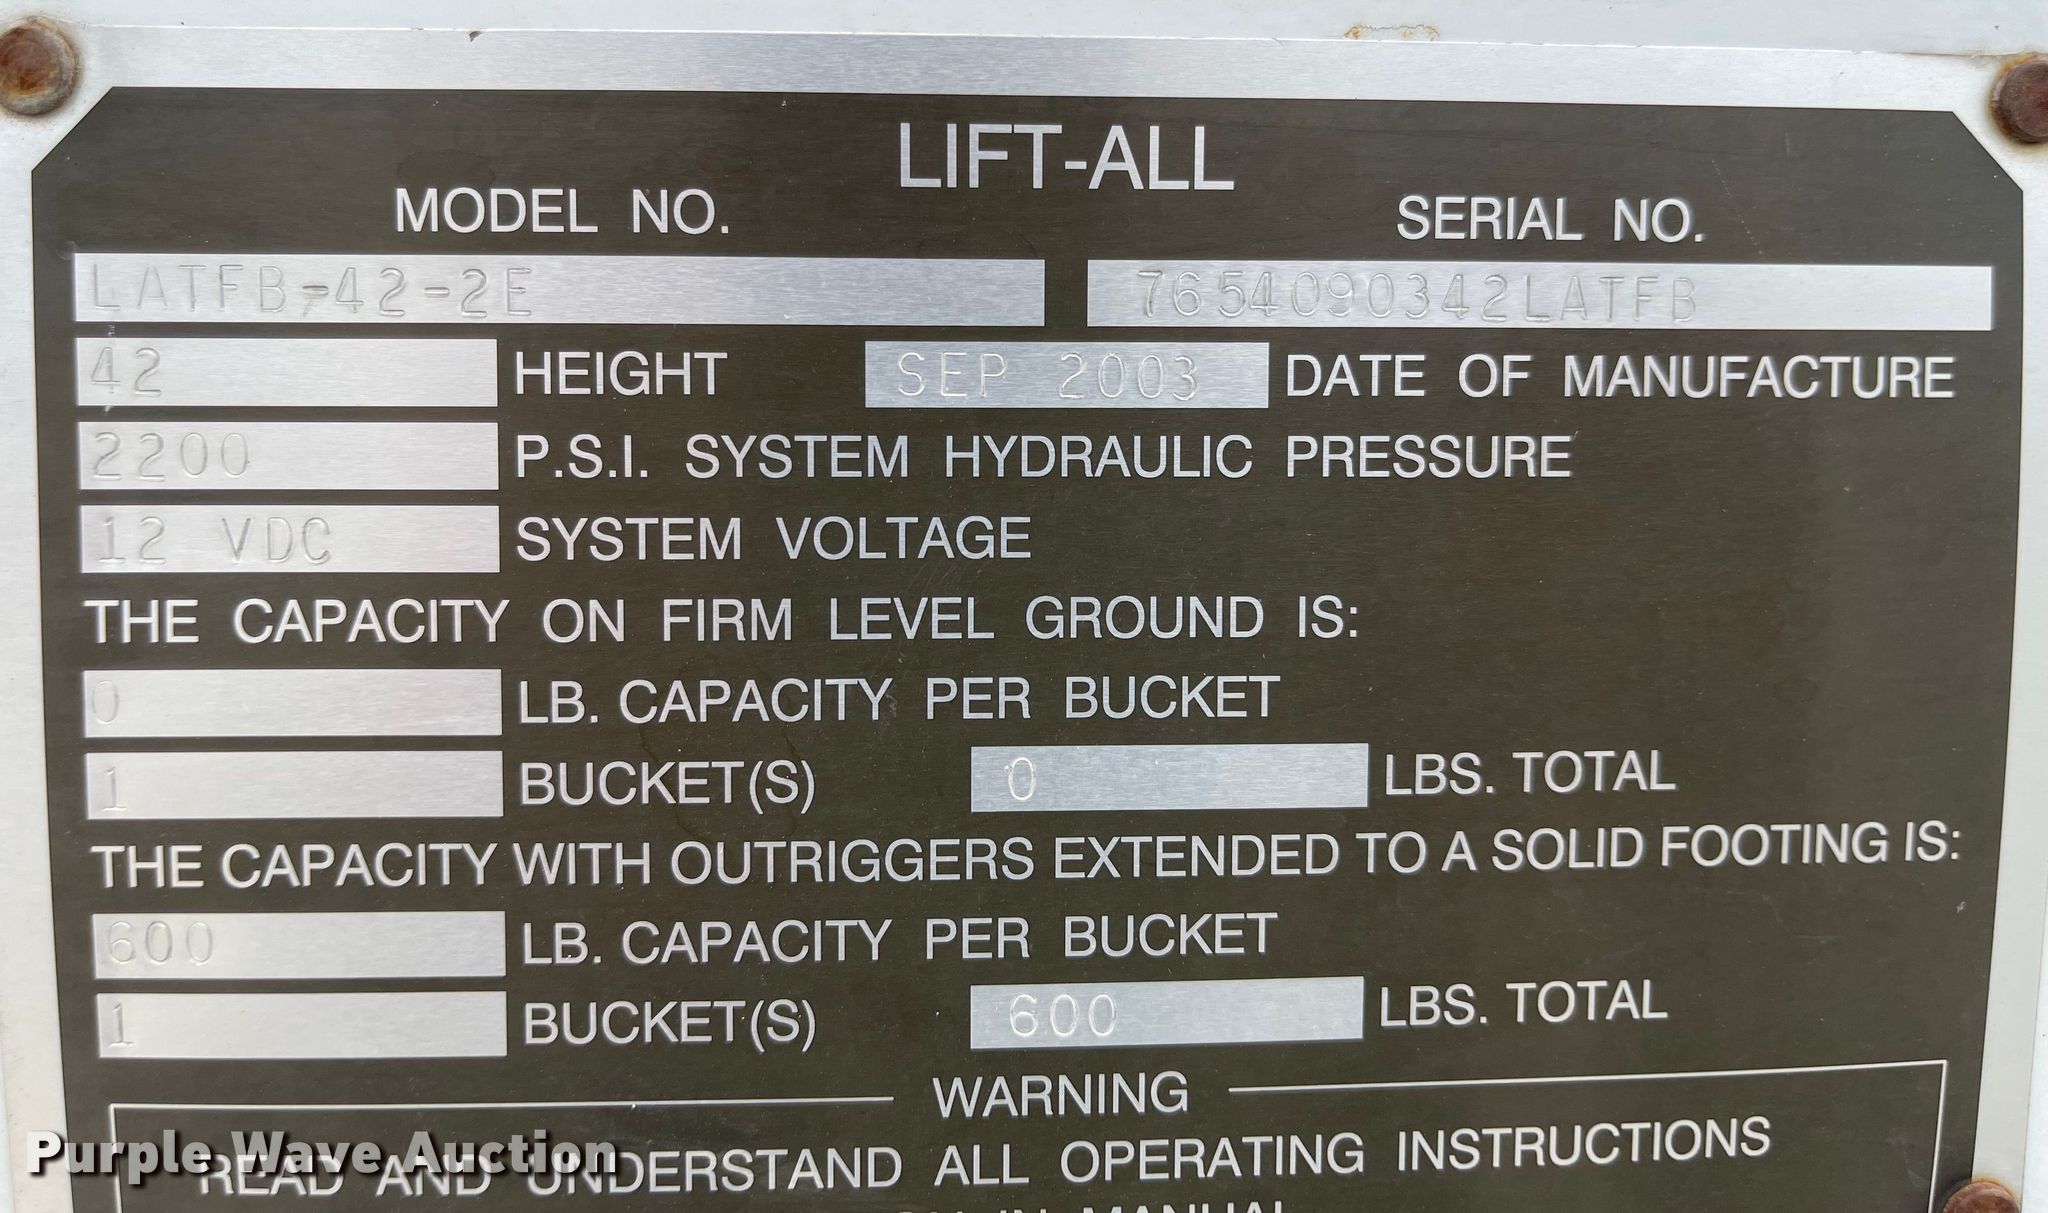 LIFT-ALL
MODEL NO. SERIAL NO.
LATFB-42-2E 7654090342LATFB
42 HEIGHT SEP 2003 DATE OF MANUFACTURE
2200 P.S.I. SYSTEM HYDRAULIC PRESSURE
12 VDC SYSTEM VOLTAGE
THE CAPACITY ON FIRM LEVEL GROUND IS:
0 LB. CAPACITY PER BUCKET
1 BUCKET(S) 0 LBS. TOTAL
THE CAPACITY WITH OUTRIGGERS EXTENDED TO A SOLID FOOTING IS:
600 LB. CAPACITY PER BUCKET
1 BUCKET(S) 600 LBS. TOTAL
WARNING
READ AND UNDERSTAND ALL OPERATING INSTRUCTIONS
IN MANUAL
Purple Wave Auction